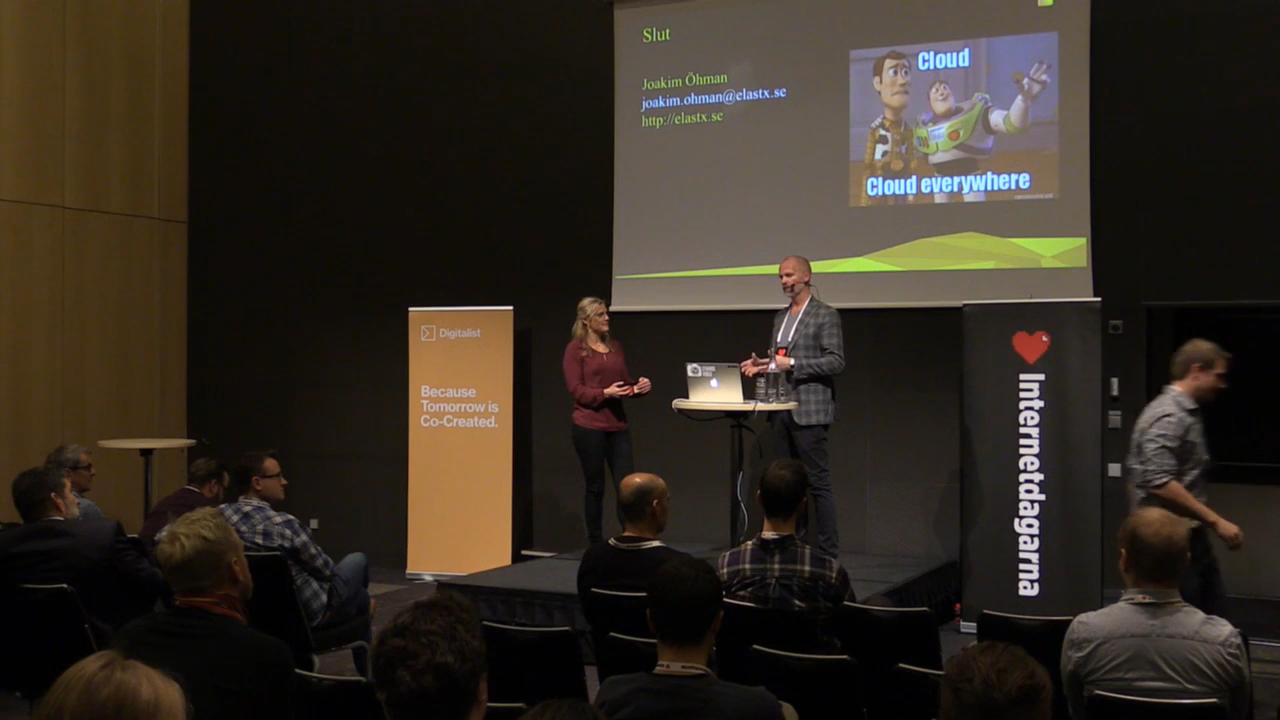 Slut
Joakim Öhman
joakim.ohman@elastx.se
http://elastx.se
Cloud
Cloud everywhere
Digitalist
Because
Tomorrow is
Co-Created.
Internetdagarna